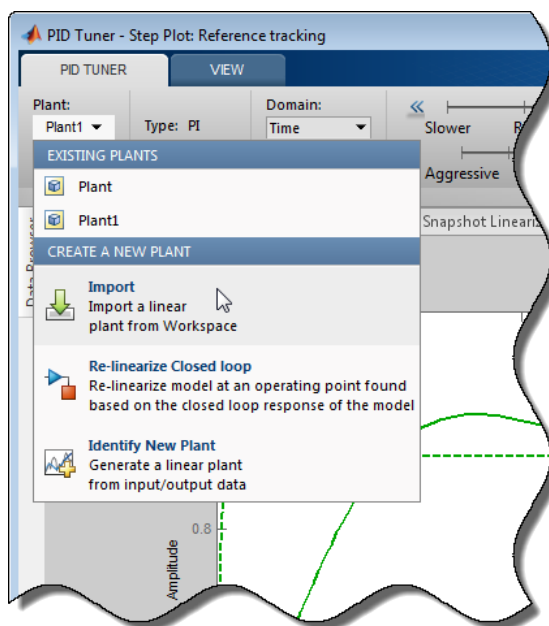 PID Tuner - Step Plot: Reference tracking
PID TUNER
VIEW
Plant:
Domain:
Plant1
Type: PI
Time
Slower
Aggressive
EXISTING PLANTS
Plant
Plant1
Data Browser
Snapshot
CREATE A NEW PLANT
Import
Import a linear
plant from Workspace
Re-linearize Closed loop
Re-linearize model at an operating point found
based on the closed loop response of the model
Identify New Plant
Generate a linear plant
from input/output data
0.8
Amplitude